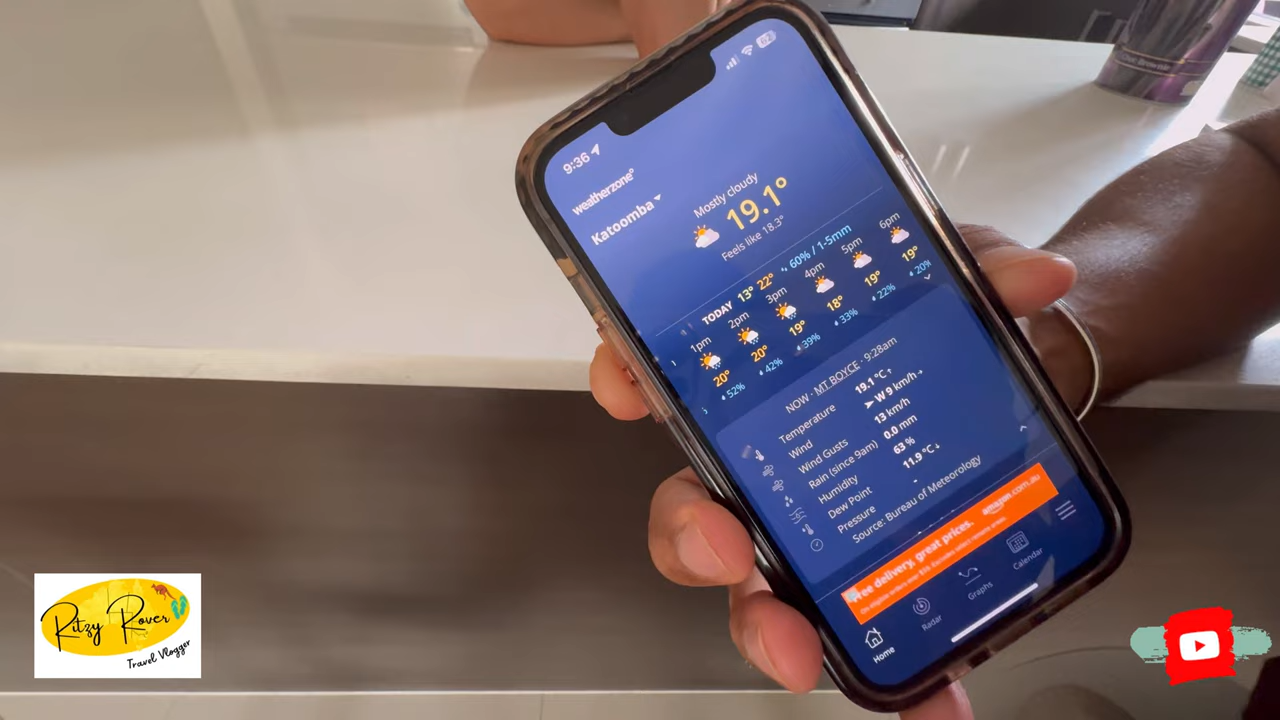 9:36
weatherzone°
Katoomba
Mostly cloudy
19.1°
Feels like 18.3°
TODAY 13° 22° 60% / 1-5mm
1pm 2pm 3pm 4pm 5pm 6pm
20° 20° 19° 18° 19° 19°
52% 42% 39% 33% 22% 20%
NOW · MT BOYCE · 9:28am
Temperature 19.1 °C
Wind W 9 km/h
Wind Gusts 13 km/h
Rain (since 9am) 0.0 mm
Humidity 63 %
Dew Point 11.9 °C
Pressure -
Source: Bureau of Meteorology
Free delivery, great prices.
amazon.com.au
Home
Radar
Graphs
Calendar
Ritzy Rover
Travel Vlogger